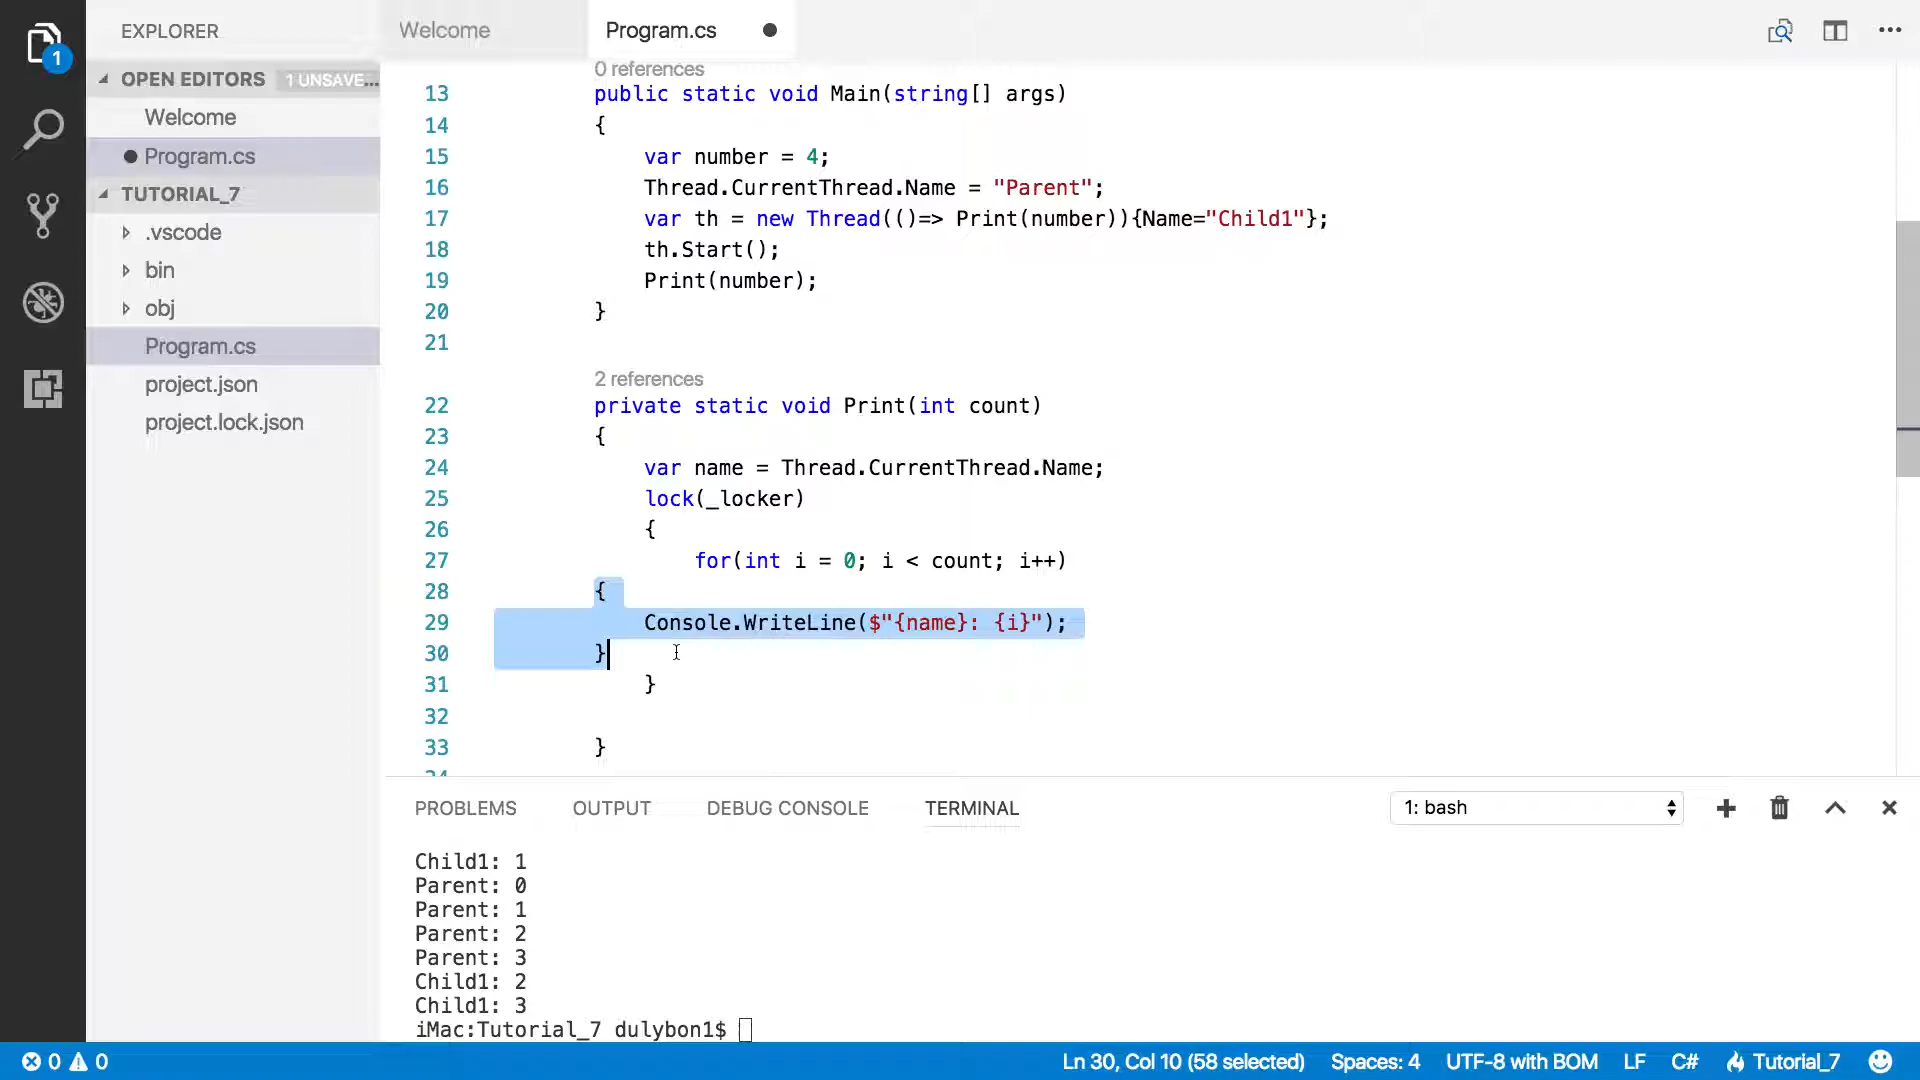 EXPLORER
OPEN EDITORS 1 UNSAVE...
Welcome
Program.cs
TUTORIAL_7
.vscode
bin
obj
Program.cs
project.json
project.lock.json
1
Welcome Program.cs
0 references
13 public static void Main(string[] args)
14 {
15 var number = 4;
16 Thread.CurrentThread.Name = "Parent";
17 var th = new Thread(()=> Print(number)){Name="Child1"};
18 th.Start();
19 Print(number);
20 }
21
2 references
22 private static void Print(int count)
23 {
24 var name = Thread.CurrentThread.Name;
25 lock(_locker)
26 {
27 for(int i = 0; i < count; i++)
28 {
29 Console.WriteLine($"{name}: {i}");
30 }
31 }
32
33 }
PROBLEMS OUTPUT DEBUG CONSOLE TERMINAL 1: bash
Child1: 1
Parent: 0
Parent: 1
Parent: 2
Parent: 3
Child1: 2
Child1: 3
iMac:Tutorial_7 dulybon1$
0 0 Ln 30, Col 10 (58 selected) Spaces: 4 UTF-8 with BOM LF C# Tutorial_7